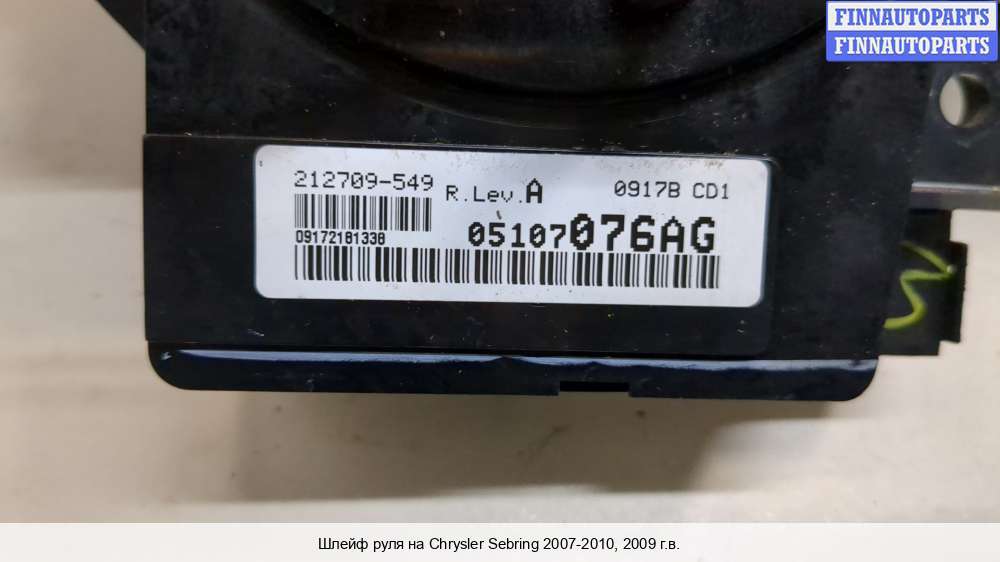 FINNAUTOPARTS
FINNAUTOPARTS
212709-549 R.Lev.A 0917B CD1
09172181338 05107076AG
Шлейф руля на Chrysler Sebring 2007-2010, 2009 г.в.